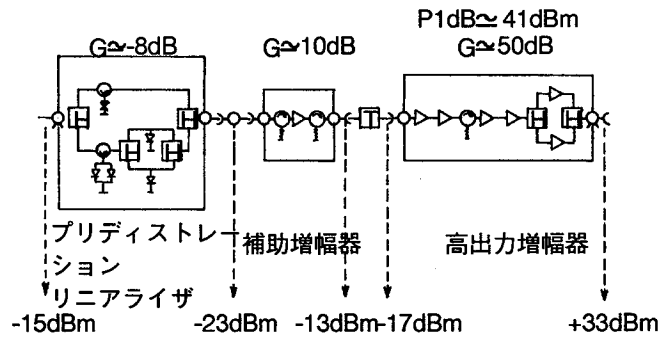 P1dB≃41dBm
G≃-8dB
G≃10dB
G≃50dB
H
H
H
H
T
H
H
プリディストレー
ション
リニアライザ
補助増幅器
高出力増幅器
-15dBm
-23dBm
-13dBm
-17dBm
+33dBm